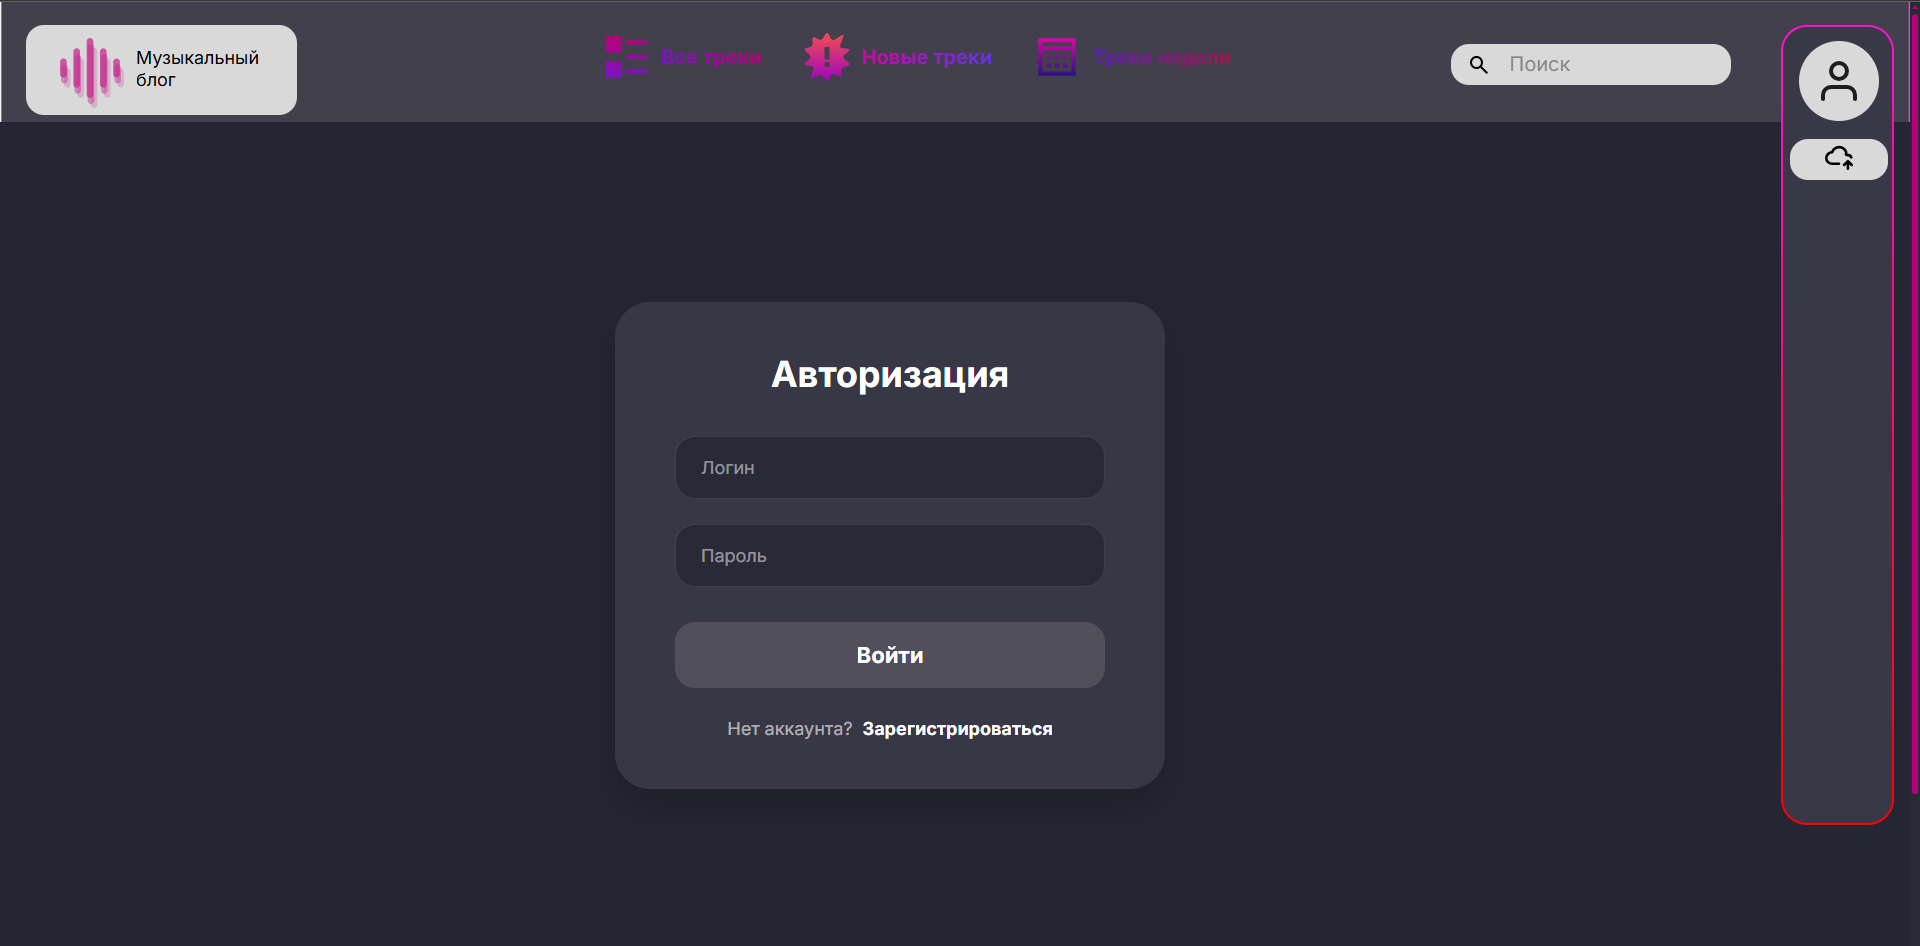 Музыкальный
блог
Все треки
Новые треки
Треки недели
Поиск
Авторизация
Логин
Пароль
Войти
Нет аккаунта? Зарегистрироваться